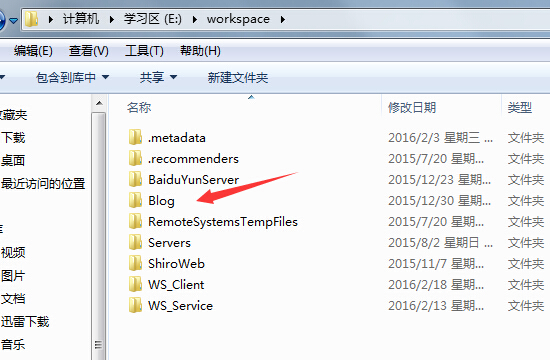 计算机 学习区 (E:) workspace
编辑(E) 查看(V) 工具(T) 帮助(H)
包含到库中 共享 新建文件夹
名称 修改日期 类型
收藏夹
下载
桌面
最近访问的位置
库
视频
图片
文档
迅雷下载
音乐
.metadata 2016/2/3 星期三 ... 文件夹
.recommenders 2015/7/20 星期... 文件夹
BaiduYunServer 2015/12/23 星期... 文件夹
Blog 2015/12/30 星期... 文件夹
RemoteSystemsTempFiles 2015/7/20 星期... 文件夹
Servers 2015/8/2 星期日 ... 文件夹
ShiroWeb 2015/11/7 星期... 文件夹
WS_Client 2016/2/18 星期... 文件夹
WS_Service 2016/2/13 星期... 文件夹